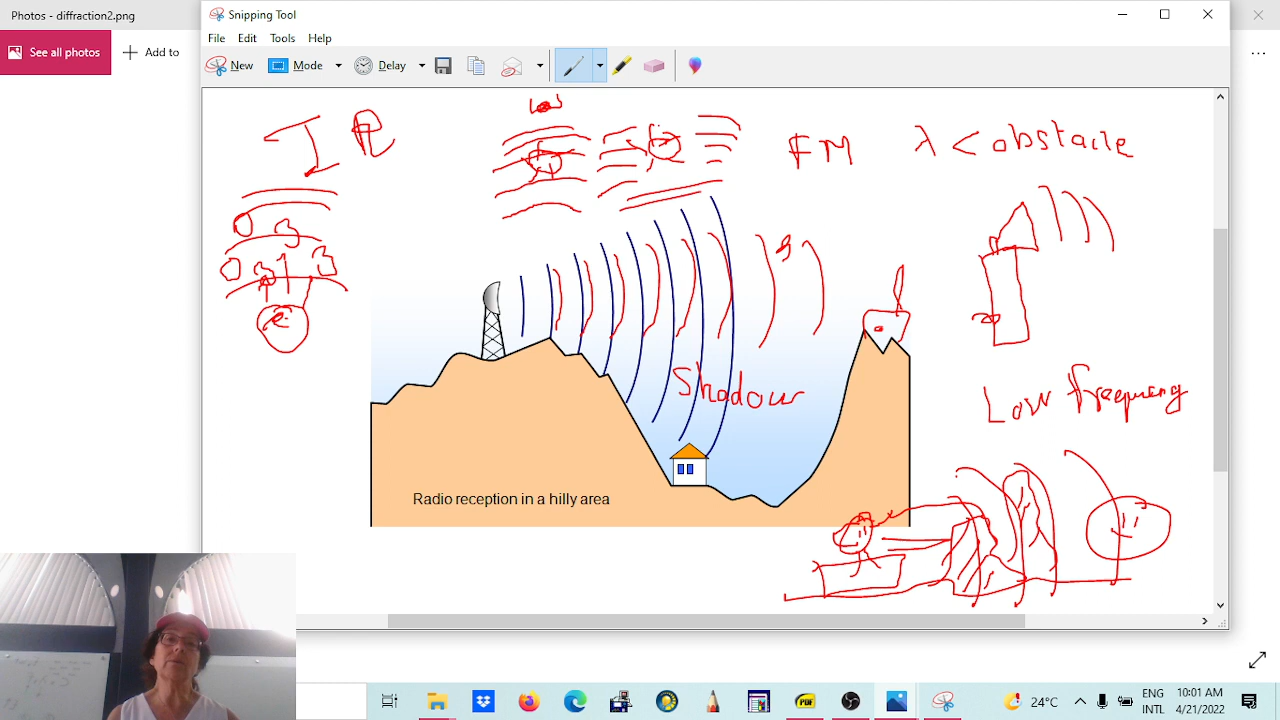 Photos - diffraction2.png
Snipping Tool
File Edit Tools Help
See all photos
Add to
New
Mode
Delay
FM
λ < obstacle
Shadow
Low frequency
Radio reception in a hilly area
24°C
ENG
INTL
10:01 AM
4/21/2022
PDF